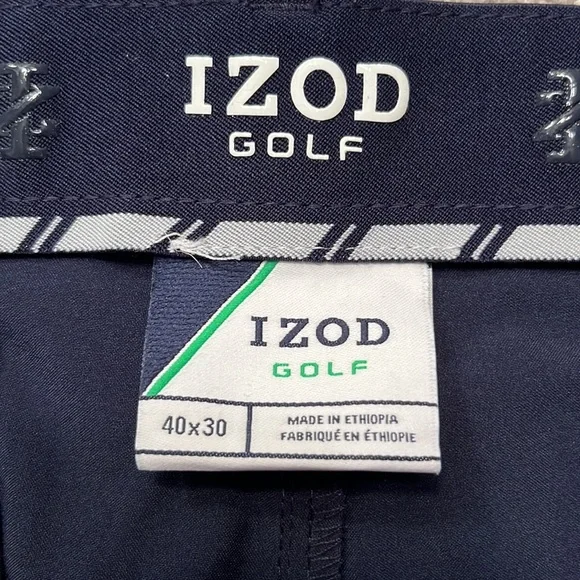 IZOD
GOLF
IZOD
GOLF
40x30
MADE IN ETHIOPIA
FABRIQUÉ EN ÉTHIOPIE